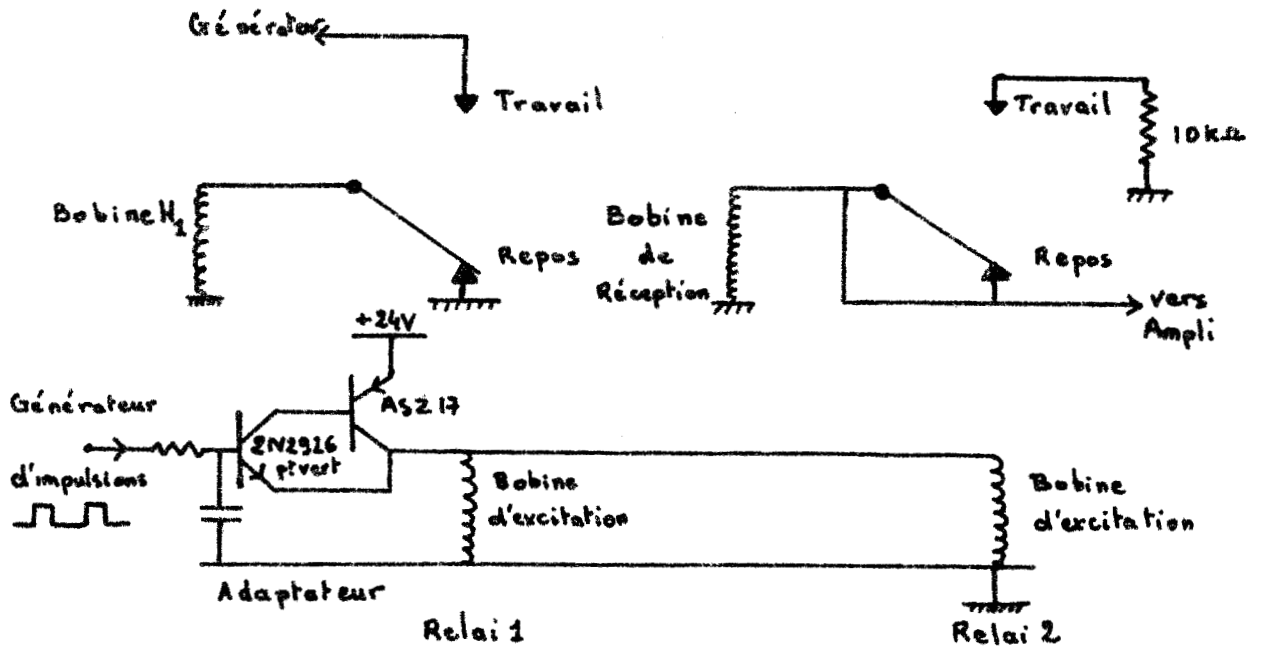 Générateur
Travail
Travail
10kΩ
Bobine H1
Repos
Bobine
de
Réception
Repos
vers
Ampli
+24V
Générateur
d'impulsions
ASZ 17
2N2926
pt vert
Bobine
d'excitation
Bobine
d'excitation
Adaptateur
Relai 1
Relai 2